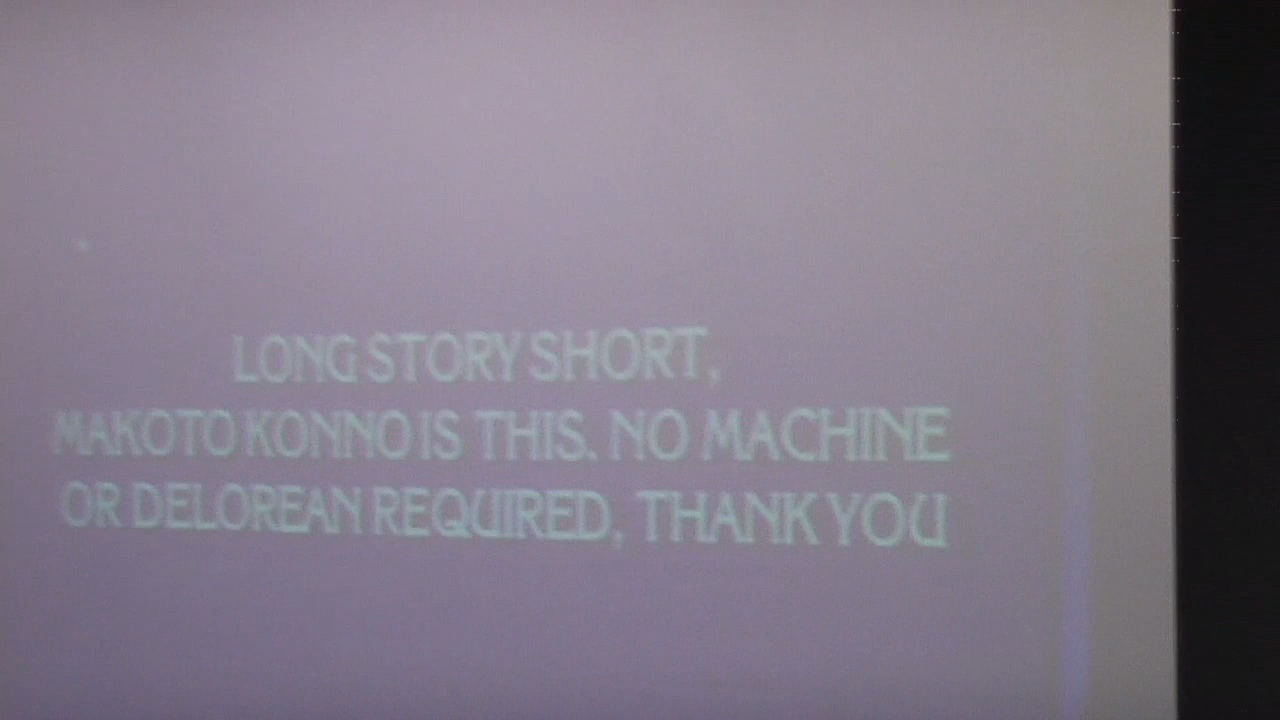 LONG STORY SHORT,
MAKOTO KONNO IS THIS. NO MACHINE
OR DELOREAN REQUIRED, THANK YOU